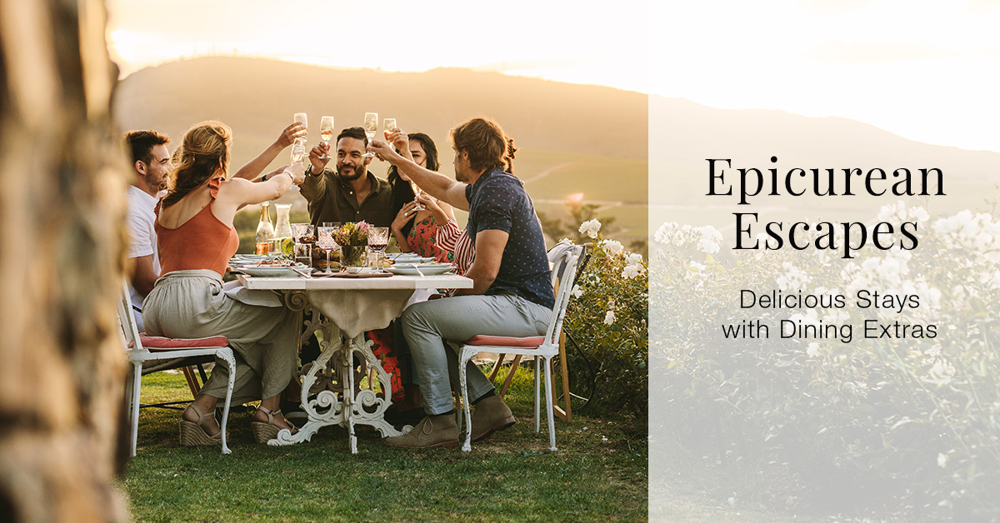 Epicurean
Escapes
Delicious Stays
with Dining Extras